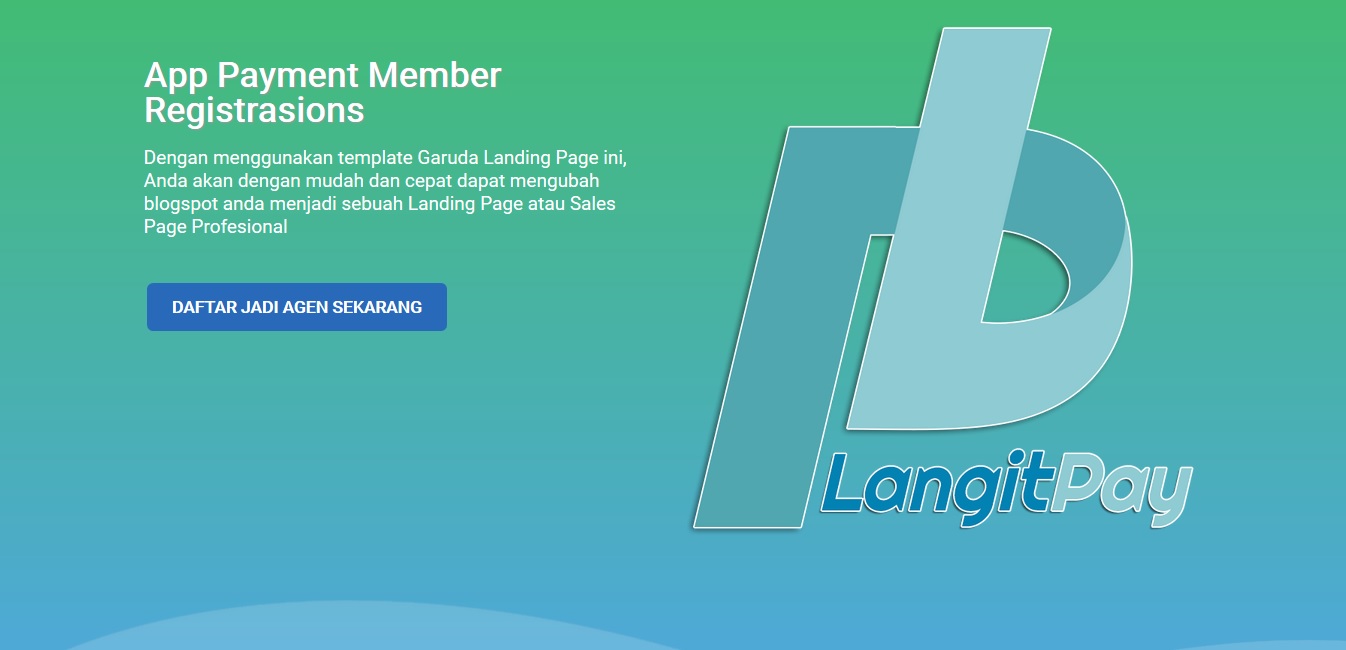 App Payment Member
Registrasions
Dengan menggunakan template Garuda Landing Page ini,
Anda akan dengan mudah dan cepat dapat mengubah
blogspot anda menjadi sebuah Landing Page atau Sales
Page Profesional
DAFTAR JADI AGEN SEKARANG
LangitPay